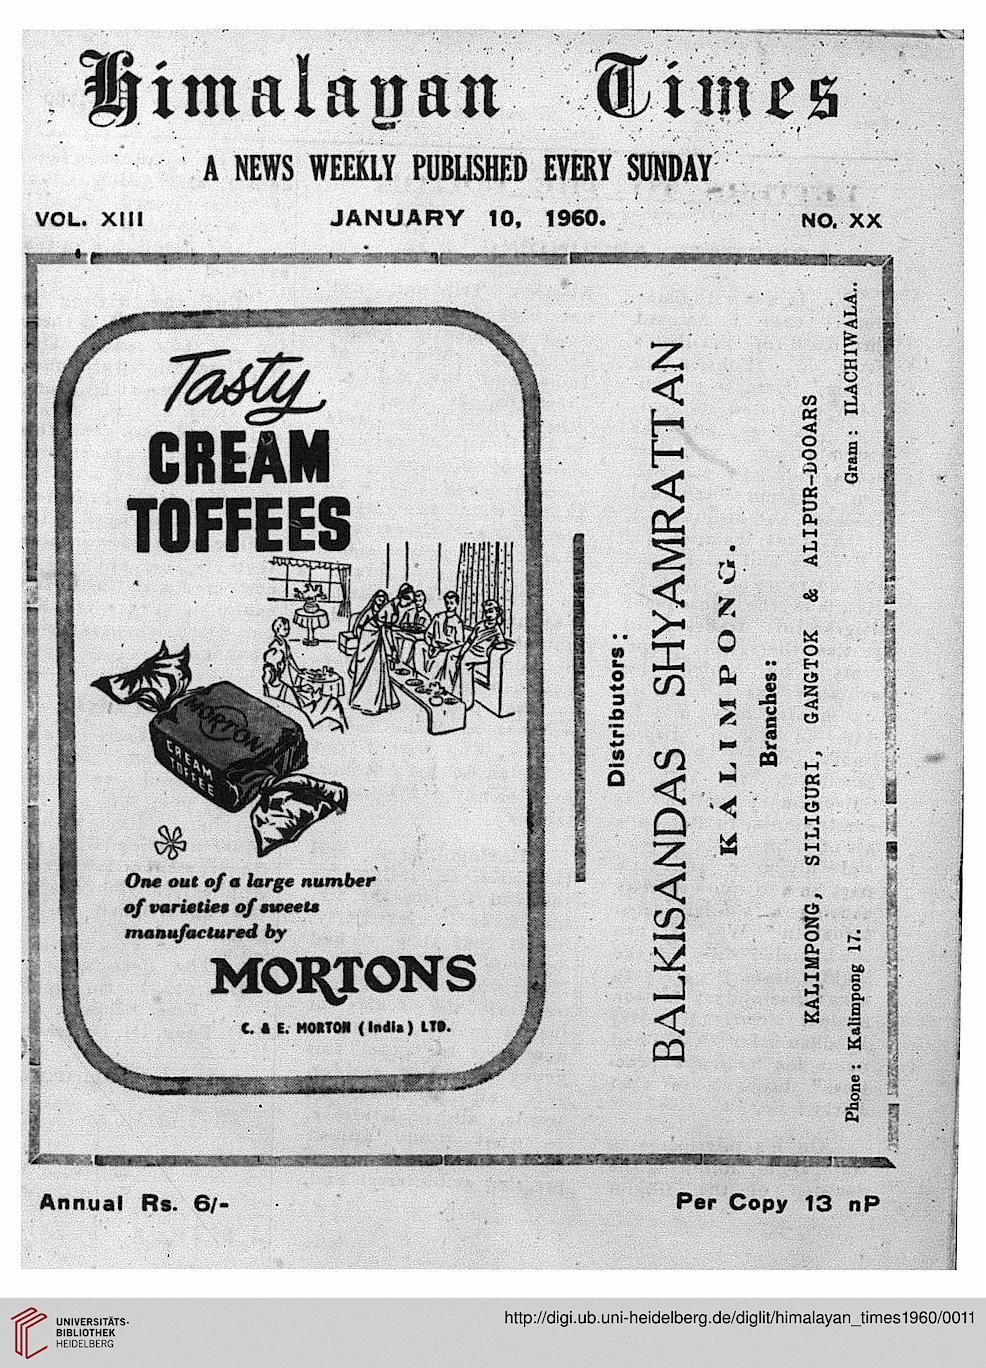 Himalayan Times
A NEWS WEEKLY PUBLISHED EVERY SUNDAY
VOL. XIII JANUARY 10, 1960. NO. XX
Tasty
CREAM
TOFFEES
MORTON
CREAM
TOFFEE
One out of a large number
of varieties of sweets
manufactured by
MORTONS
C. & E. MORTON (India) LTD.
Distributors :
BALKISANDAS SHYAMRATTAN
KALIMPONG.
Branches :
KALIMPONG, SILIGURI, GANGTOK & ALIPUR-DOOARS
Phone : Kalimpong 17. Gram : ILACHIWALA..
Annual Rs. 6/- Per Copy 13 nP
UNIVERSITÄTS-
BIBLIOTHEK
HEIDELBERG
http://digi.ub.uni-heidelberg.de/diglit/himalayan_times1960/0011